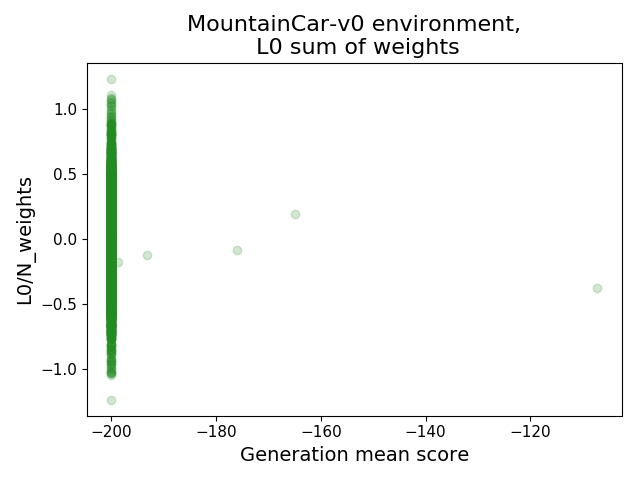 MountainCar-v0 environment,
L0 sum of weights
L0/N_weights
1.0
0.5
0.0
−0.5
−1.0
−200
−180
−160
−140
−120
Generation mean score